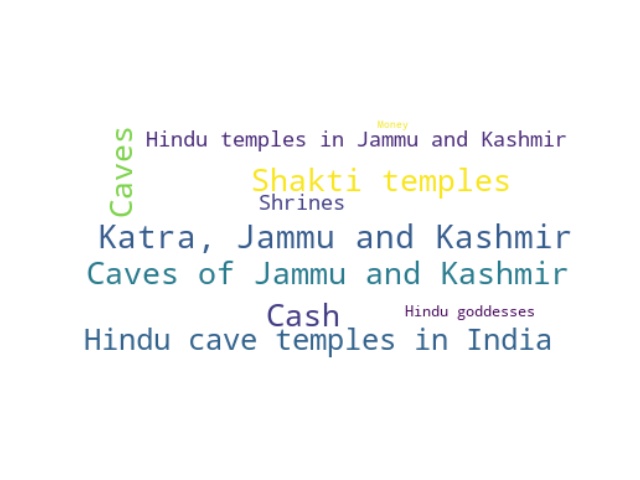 Money
Hindu temples in Jammu and Kashmir
Caves
Shakti temples
Shrines
Katra, Jammu and Kashmir
Caves of Jammu and Kashmir
Hindu goddesses
Cash
Hindu cave temples in India